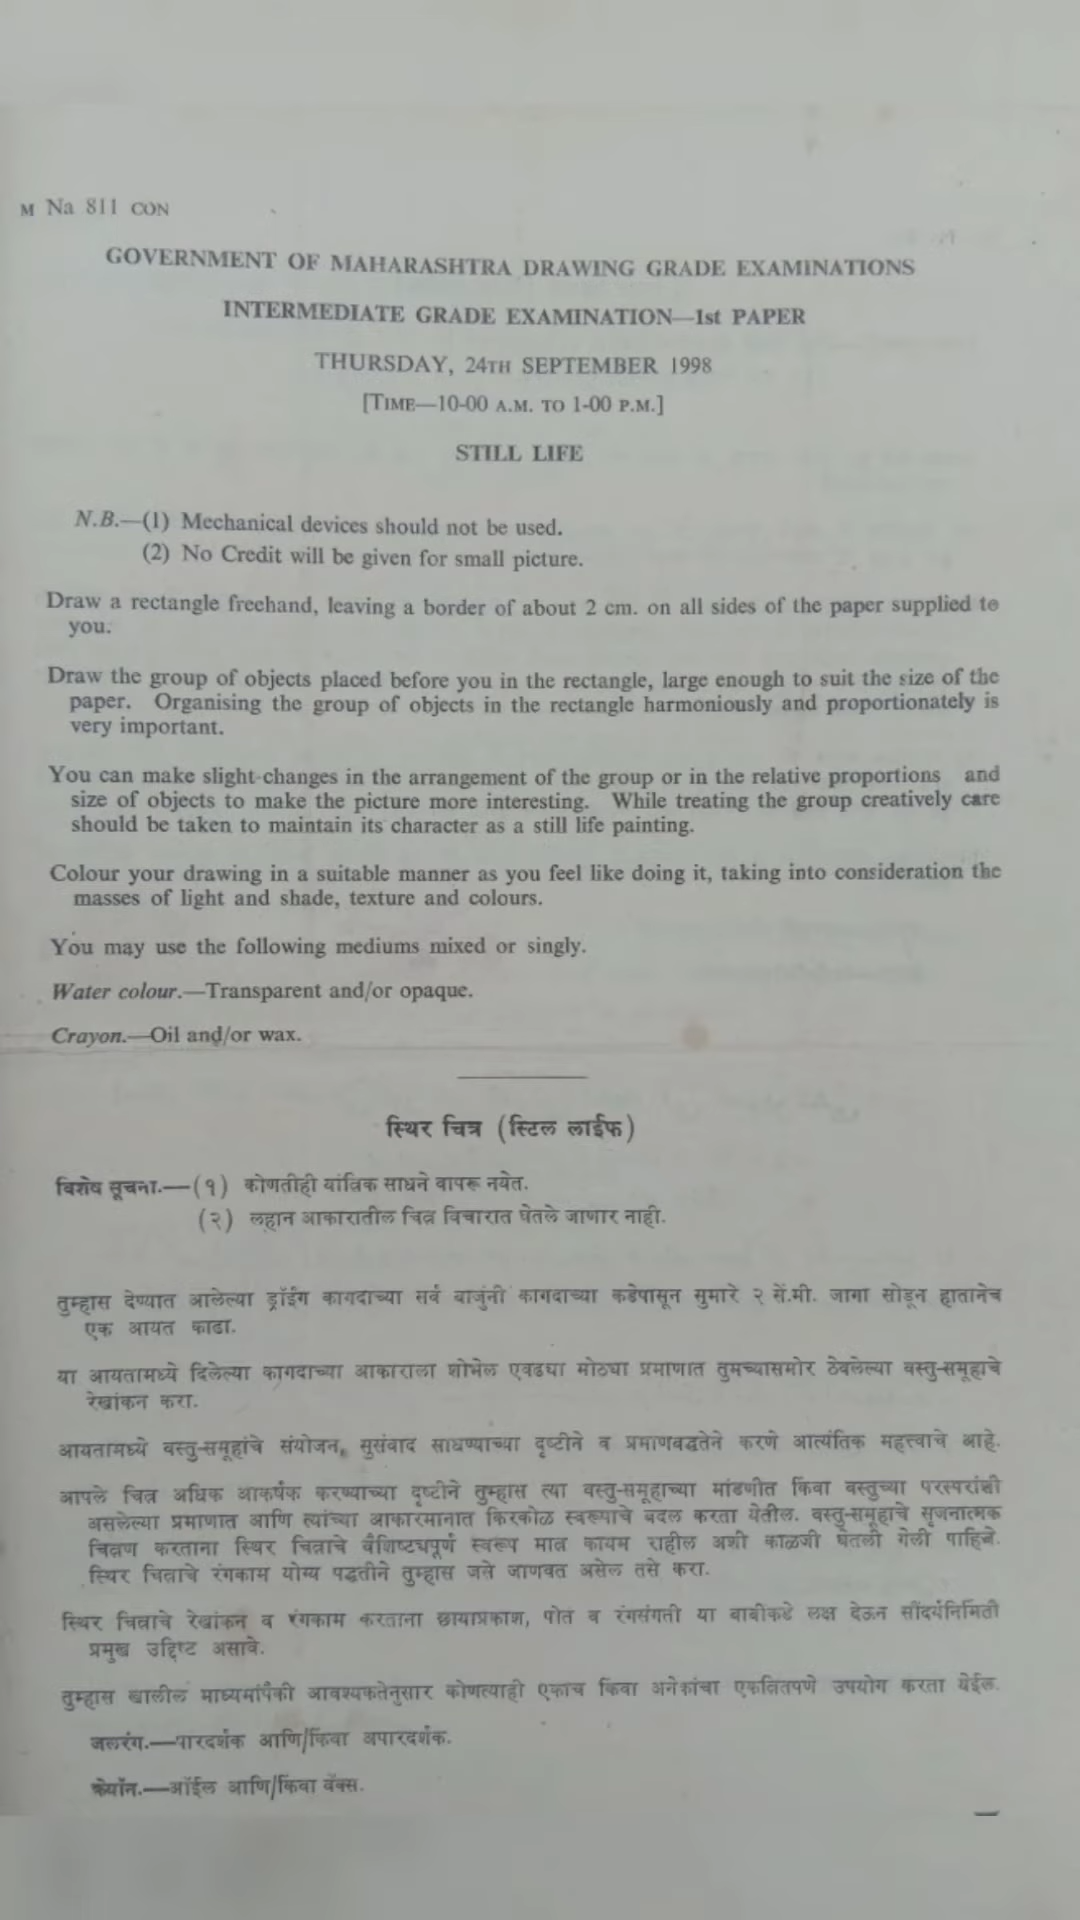 M Na 811 CON
GOVERNMENT OF MAHARASHTRA DRAWING GRADE EXAMINATIONS
INTERMEDIATE GRADE EXAMINATION—1st PAPER
THURSDAY, 24TH SEPTEMBER 1998
[TIME—10-00 A.M. TO 1-00 P.M.]
STILL LIFE
N.B.—(1) Mechanical devices should not be used.
(2) No Credit will be given for small picture.
Draw a rectangle freehand, leaving a border of about 2 cm. on all sides of the paper supplied to
you.
Draw the group of objects placed before you in the rectangle, large enough to suit the size of the
paper. Organising the group of objects in the rectangle harmoniously and proportionately is
very important.
You can make slight changes in the arrangement of the group or in the relative proportions and
size of objects to make the picture more interesting. While treating the group creatively care
should be taken to maintain its character as a still life painting.
Colour your drawing in a suitable manner as you feel like doing it, taking into consideration the
masses of light and shade, texture and colours.
You may use the following mediums mixed or singly.
Water colour.—Transparent and/or opaque.
Crayon.—Oil and/or wax.
स्थिर चित्र (स्टिल लाईफ)
विशेष सूचना.—(१) कोणतीही यांत्रिक साधने वापरू नयेत.
(२) लहान आकारातील चित्र विचारात घेतले जाणार नाही.
तुम्हास देण्यात आलेल्या ड्रॉईंग कागदाच्या सर्व बाजुंनी कागदाच्या कडेपासून सुमारे २ सें.मी. जागा सोडून हातानेच
एक आयत काढा.
या आयतामध्ये दिलेल्या कागदाच्या आकाराला शोभेल एवढ्या मोठ्या प्रमाणात तुमच्यासमोर ठेवलेल्या वस्तु-समूहाचे
रेखांकन करा.
आयतामध्ये वस्तु-समूहांचे संयोजन, सुसंवाद साधण्याच्या दृष्टीने व प्रमाणबद्धतेने करणे आत्यंतिक महत्त्वाचे आहे.
आपले चित्र अधिक आकर्षक करण्याच्या दृष्टीने तुम्हास त्या वस्तु-समूहाच्या मांडणीत किंवा वस्तुच्या परस्परांशी
असलेल्या प्रमाणात आणि त्यांच्या आकारमानात किरकोळ स्वरूपाचे बदल करता येतील. वस्तु-समूहाचे सृजनात्मक
चित्रण करताना स्थिर चित्राचे वैशिष्ट्यपूर्ण स्वरूप मात्र कायम राहील अशी काळजी घेतली गेली पाहिजे.
स्थिर चित्राचे रंगकाम योग्य पद्धतीने तुम्हास जसे जाणवत असेल तसे करा.
स्थिर चित्राचे रेखांकन व रंगकाम करताना छायाप्रकाश, पोत व रंगसंगती या बाबींकडे लक्ष देऊन सौंदर्यनिर्मिती
प्रमुख उद्दिष्ट असावे.
तुम्हास खालील माध्यमांपैकी आवश्यकतेनुसार कोणत्याही एकाच किंवा अनेकांचा एकत्रितपणे उपयोग करता येईल.
जलरंग.—पारदर्शक आणि/किंवा अपारदर्शक.
क्रेयॉन.—ऑईल आणि/किंवा वॅक्स.